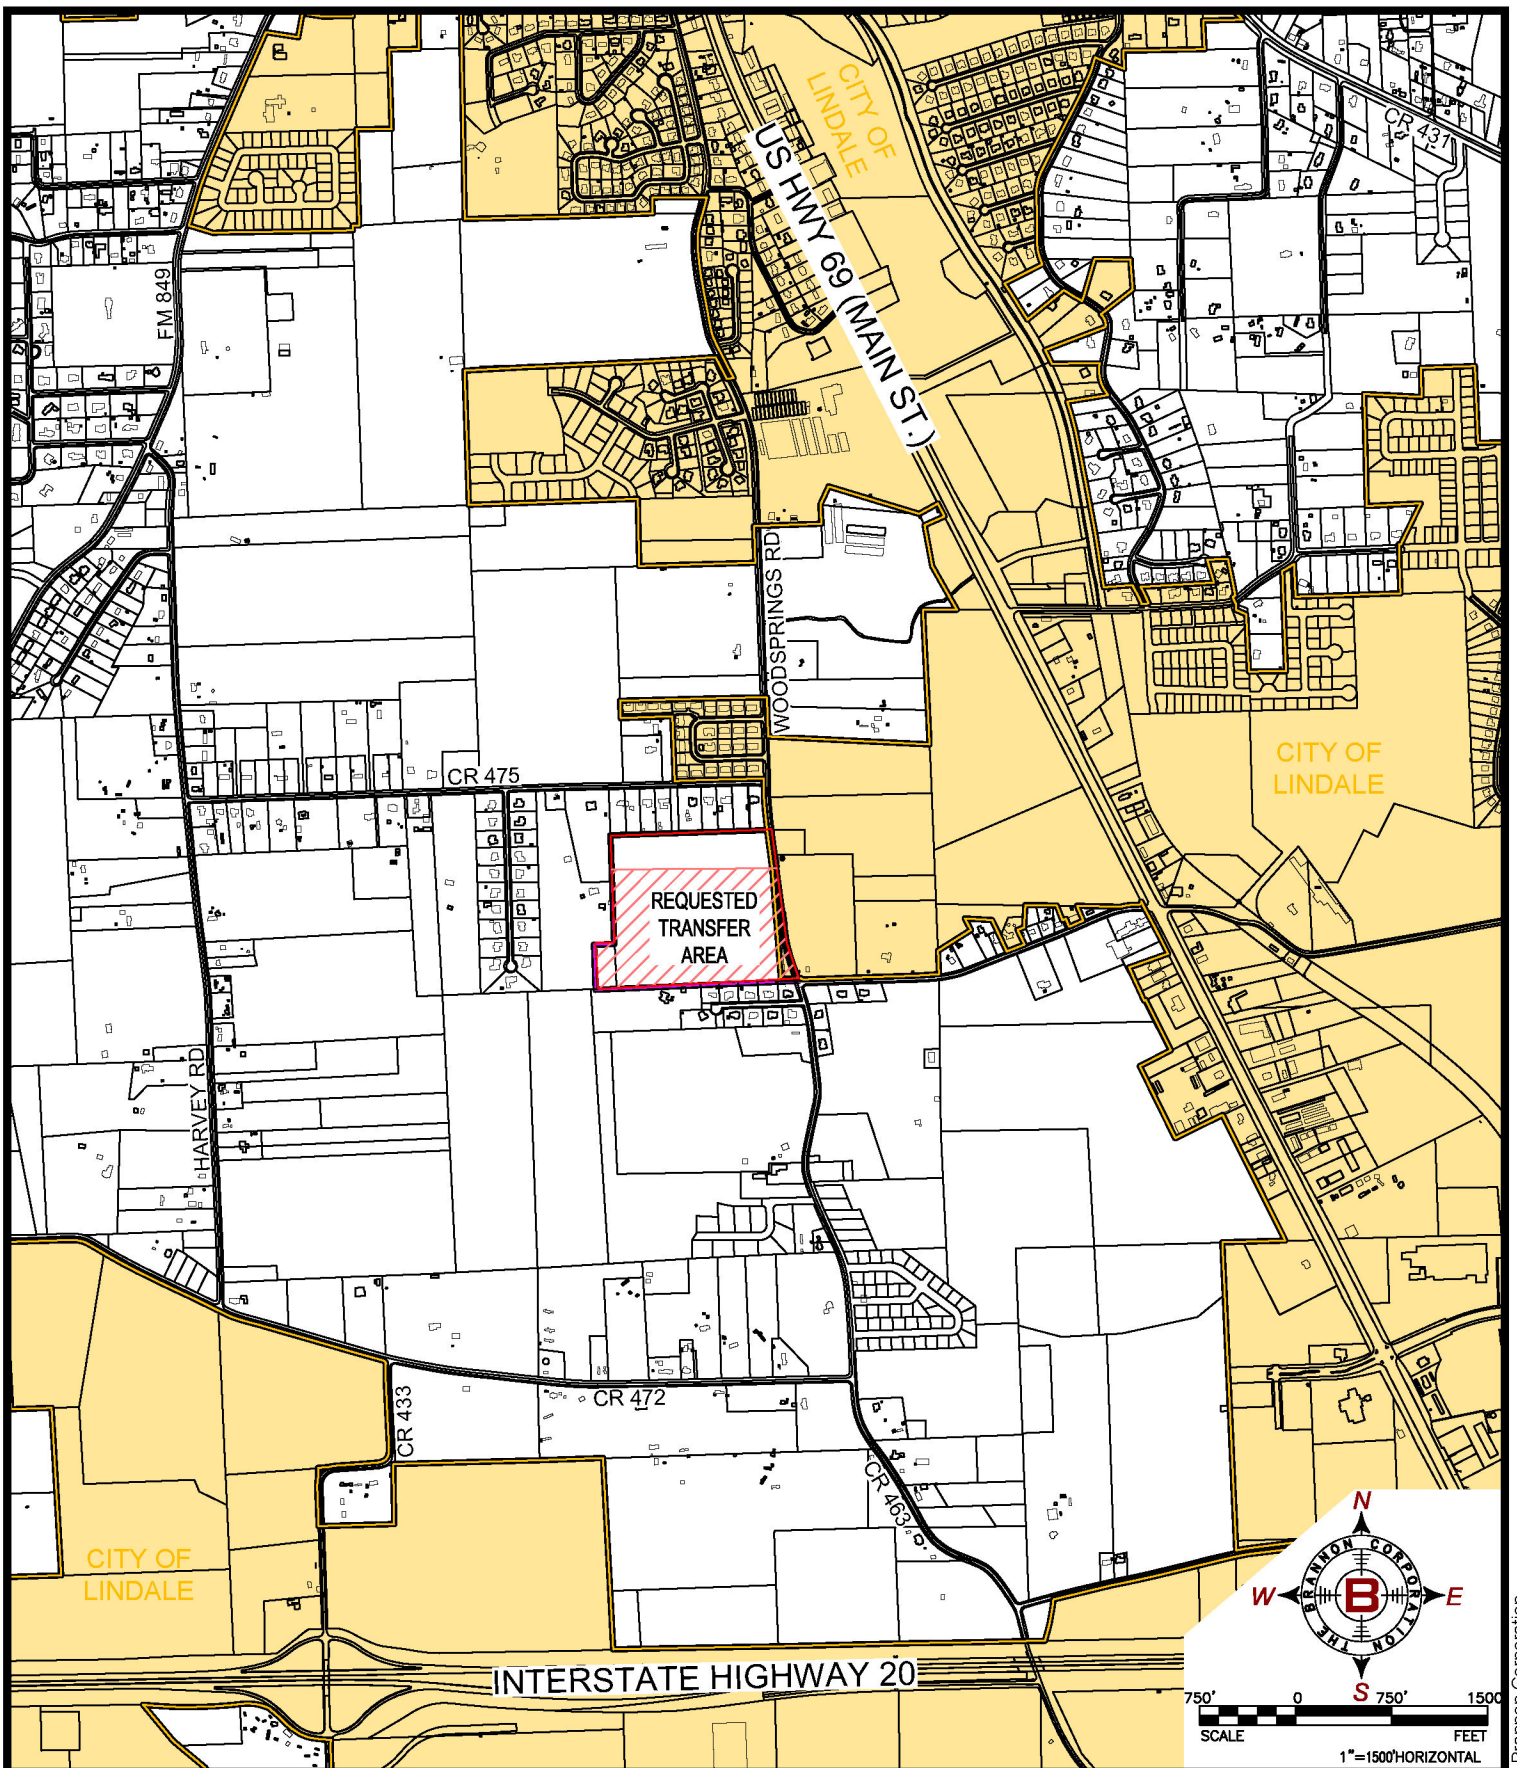 CITY OF
LINDALE
CR 431
US HWY 69 (MAIN ST.)
FM 849
WOODSPRINGS RD
CITY OF
LINDALE
CR 475
REQUESTED
TRANSFER
AREA
HARVEY RD
CR 472
CR 433
CR 463
CITY OF
LINDALE
INTERSTATE HIGHWAY 20
N
W
E
S
THE BRANNON CORPORATION
B
750' 0 750' 1500
SCALE FEET
1"=1500'HORIZONTAL
Brannon Corporation